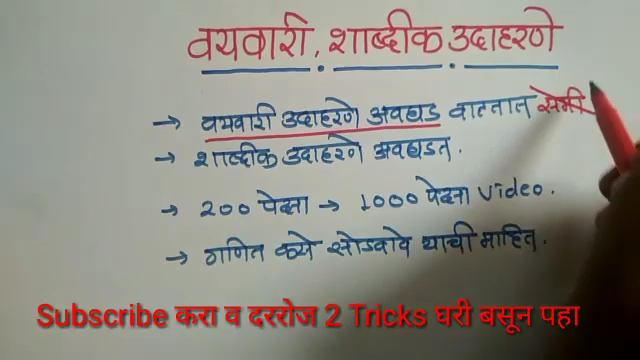 वयवारी, शाब्दीक उदाहरणे
→ वयवारी उदाहरणे अवघड वाटतात
→ शाब्दीक उदाहरणे अवघडत.
→ 200 पेक्षा → 1000 पेक्षा video.
→ गणित कसे सोडवावे याची माहित.
Subscribe करा व दररोज 2 Tricks घरी बसून पहा